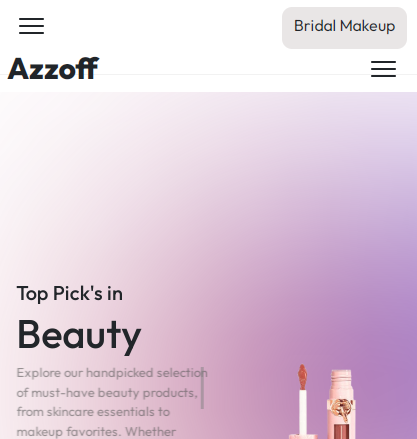 Bridal Makeup
Azzoff
Top Pick's in
Beauty
Explore our handpicked selection
of must-have beauty products,
from skincare essentials to
makeup favorites. Whether